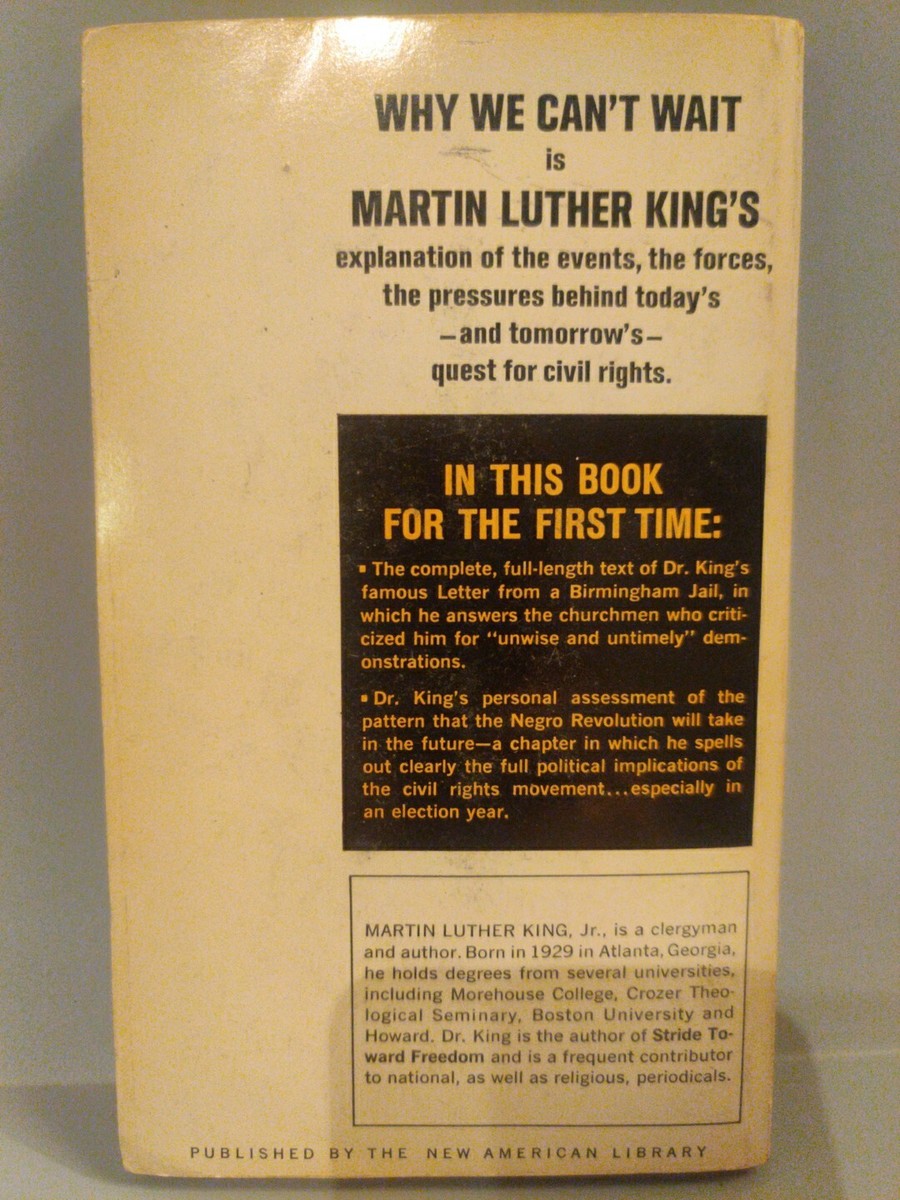 WHY WE CAN'T WAIT
is
MARTIN LUTHER KING'S
explanation of the events, the forces,
the pressures behind today's
–and tomorrow's–
quest for civil rights.
IN THIS BOOK
FOR THE FIRST TIME:
▪ The complete, full-length text of Dr. King's
famous Letter from a Birmingham Jail, in
which he answers the churchmen who criti-
cized him for "unwise and untimely" dem-
onstrations.
▪ Dr. King's personal assessment of the
pattern that the Negro Revolution will take
in the future—a chapter in which he spells
out clearly the full political implications of
the civil rights movement...especially in
an election year.
MARTIN LUTHER KING, Jr., is a clergyman
and author. Born in 1929 in Atlanta, Georgia,
he holds degrees from several universities,
including Morehouse College, Crozer Theo-
logical Seminary, Boston University and
Howard. Dr. King is the author of Stride To-
ward Freedom and is a frequent contributor
to national, as well as religious, periodicals.
PUBLISHED BY THE NEW AMERICAN LIBRARY